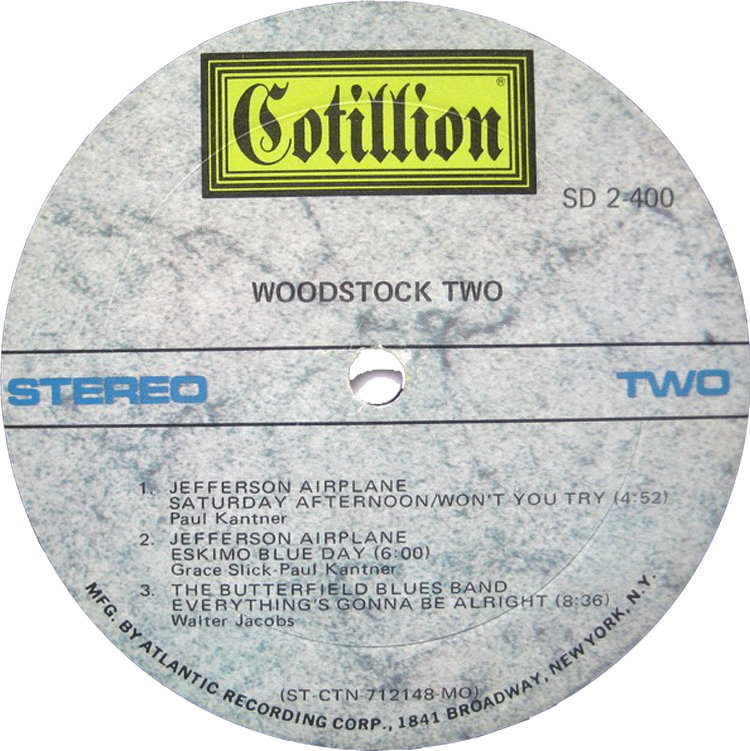 Cotillion®
SD 2-400
WOODSTOCK TWO
STEREO
TWO
1. JEFFERSON AIRPLANE
SATURDAY AFTERNOON/WON'T YOU TRY (4:52)
Paul Kantner
2. JEFFERSON AIRPLANE
ESKIMO BLUE DAY (6:00)
Grace Slick-Paul Kantner
3. THE BUTTERFIELD BLUES BAND
EVERYTHING'S GONNA BE ALRIGHT (8:36)
Walter Jacobs
(ST-CTN-712148-MO)
MFG. BY ATLANTIC RECORDING CORP., 1841 BROADWAY, NEW YORK, N.Y.